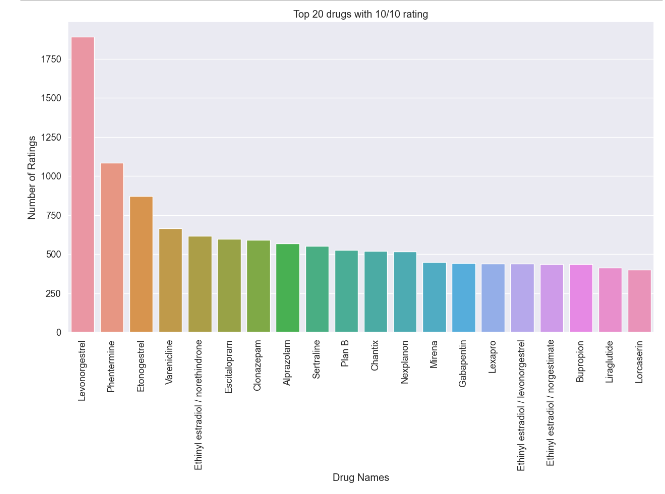 Top 20 drugs with 10/10 rating
Number of Ratings
1750
1500
1250
1000
750
500
250
0
Levonorgestrel
Phentermine
Etonogestrel
Varenicline
Ethinyl estradiol / norethindrone
Escitalopram
Clonazepam
Alprazolam
Sertraline
Plan B
Chantix
Nexplanon
Mirena
Gabapentin
Lexapro
Ethinyl estradiol / levonorgestrel
Ethinyl estradiol / norgestimate
Bupropion
Liraglutide
Lorcaserin
Drug Names